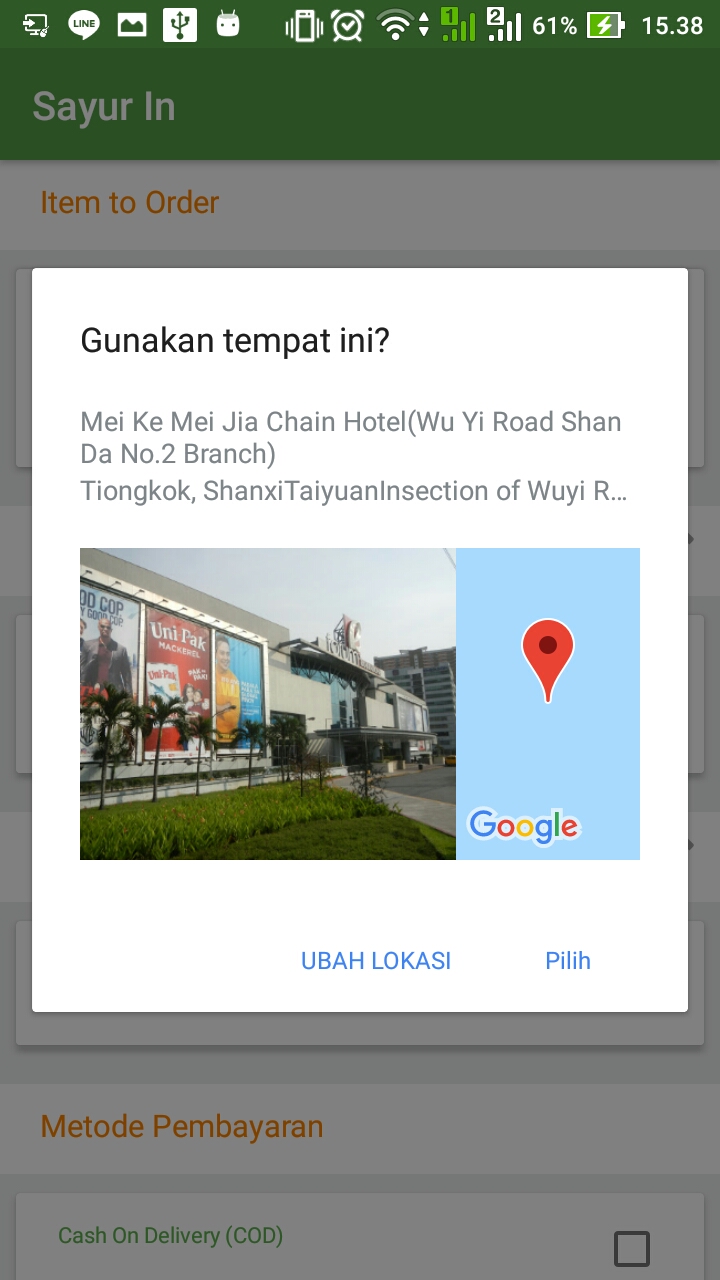 LINE
1
2
61%
15.38
Sayur In
Item to Order
Gunakan tempat ini?
Mei Ke Mei Jia Chain Hotel(Wu Yi Road Shan
Da No.2 Branch)
Tiongkok, ShanxiTaiyuanInsection of Wuyi R...
OD COP
Y GOOD COP
Uni-Pak
MACKEREL
Uni-Pak
Google
UBAH LOKASI
Pilih
Metode Pembayaran
Cash On Delivery (COD)